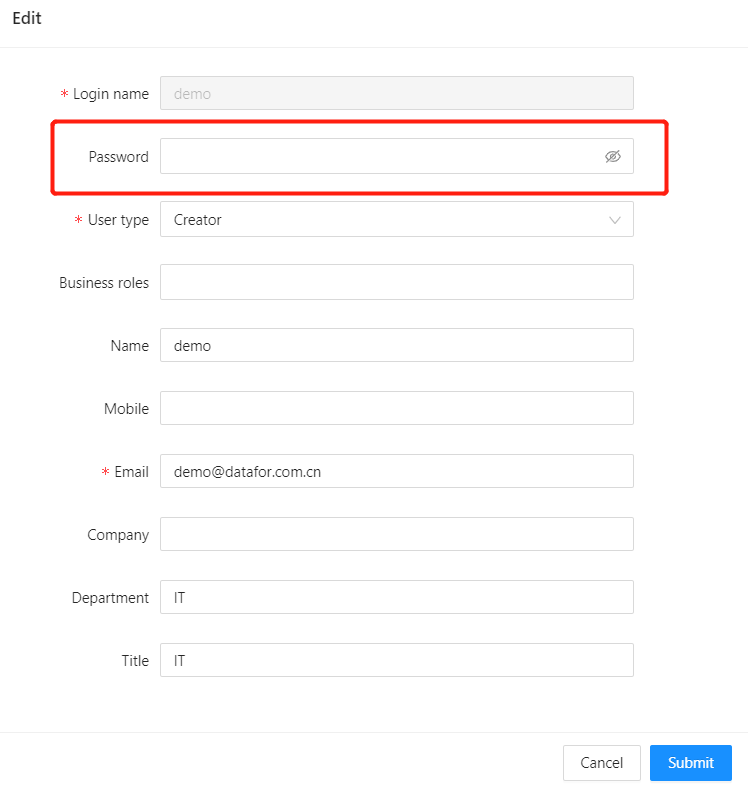 Edit
* Login name demo
Password
* User type Creator
Business roles
Name demo
Mobile
* Email demo@datafor.com.cn
Company
Department IT
Title IT
Cancel Submit